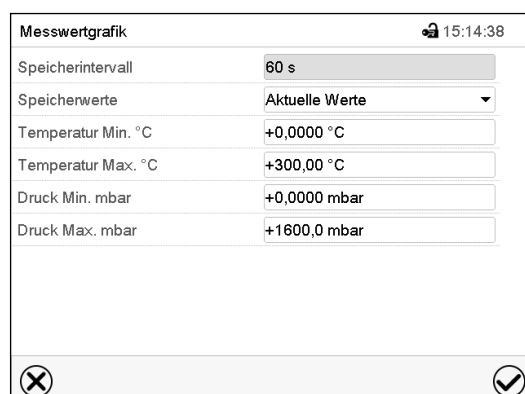 Messwertgrafik 15:14:38
Speicherintervall 60 s
Speicherwerte Aktuelle Werte
Temperatur Min. °C +0,0000 °C
Temperatur Max. °C +300,00 °C
Druck Min. mbar +0,0000 mbar
Druck Max. mbar +1600,0 mbar